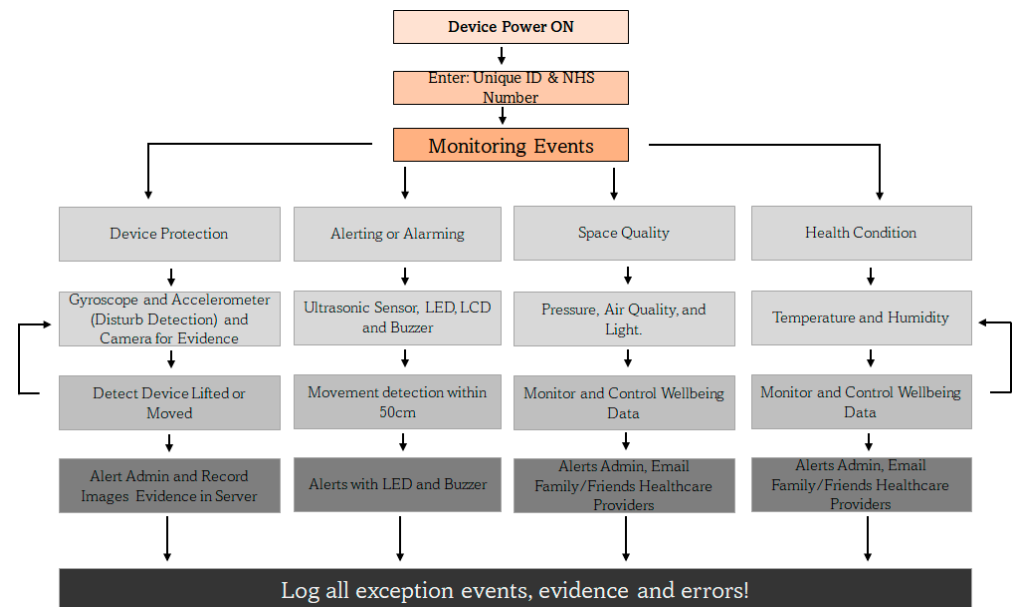 Device Power ON
Enter: Unique ID & NHS
Number
Monitoring Events
Device Protection
Alerting or Alarming
Space Quality
Health Condition
Gyroscope and Accelerometer
(Disturb Detection) and
Camera for Evidence
Ultrasonic Sensor, LED, LCD
and Buzzer
Pressure, Air Quality, and
Light.
Temperature and Humidity
Detect Device Lifted or
Moved
Movement detection within
50cm
Monitor and Control Wellbeing
Data
Monitor and Control Wellbeing
Data
Alert Admin and Record
Images Evidence in Server
Alerts with LED and Buzzer
Alerts Admin, Email
Family/Friends Healthcare
Providers
Alerts Admin, Email
Family/Friends Healthcare
Providers
Log all exception events, evidence and errors!